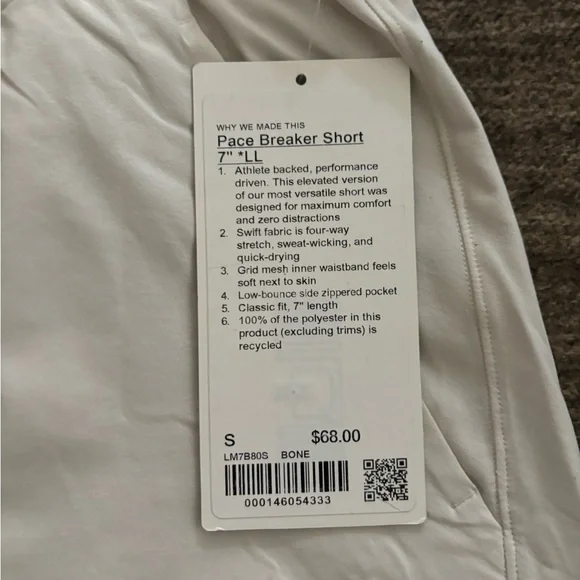 WHY WE MADE THIS
Pace Breaker Short
7" *LL
1. Athlete backed, performance
driven. This elevated version
of our most versatile short was
designed for maximum comfort
and zero distractions
2. Swift fabric is four-way
stretch, sweat-wicking, and
quick-drying
3. Grid mesh inner waistband feels
soft next to skin
4. Low-bounce side zippered pocket
5. Classic fit, 7" length
6. 100% of the polyester in this
product (excluding trims) is
recycled
S $68.00
LM7B80S BONE
000146054333